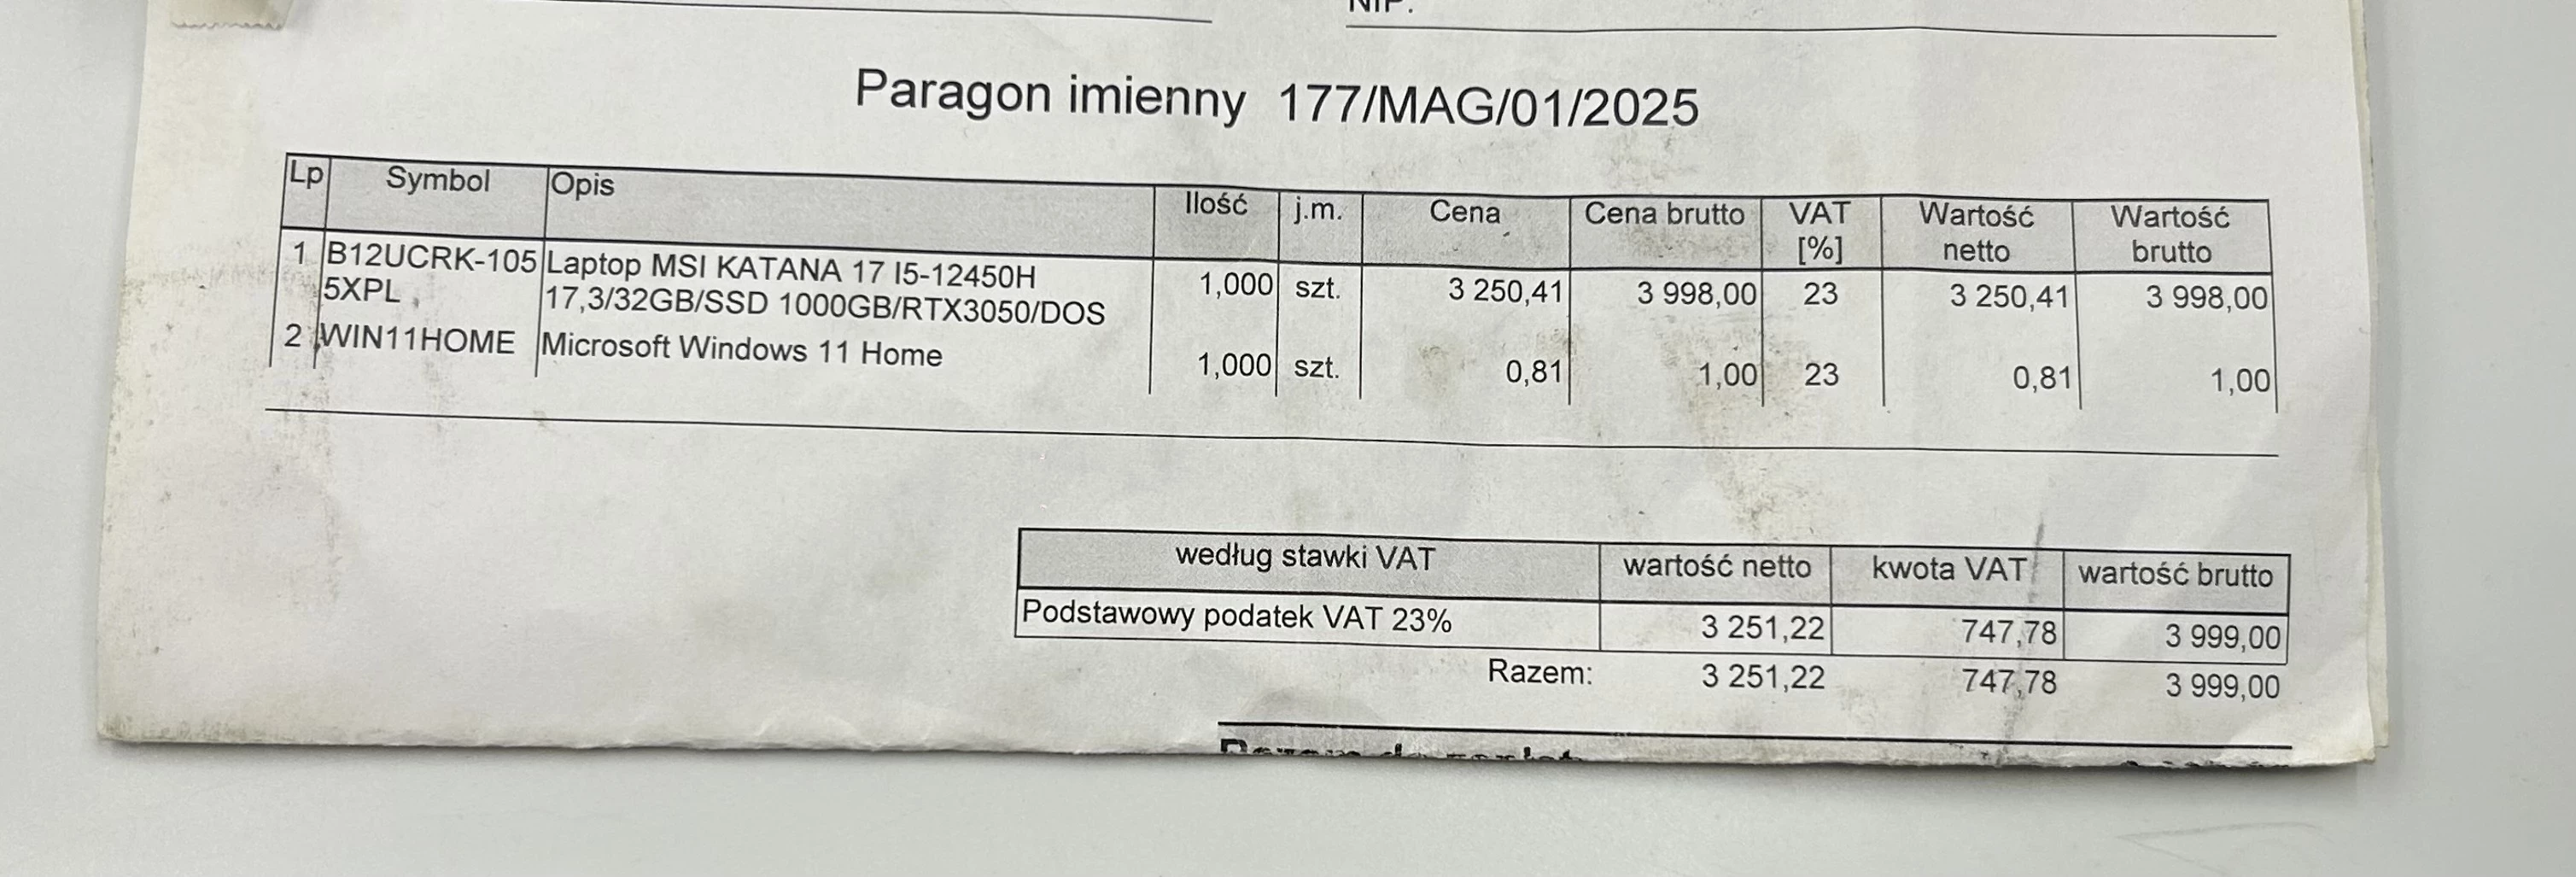 NIP:
Paragon imienny 177/MAG/01/2025
Lp Symbol Opis Ilość j.m. Cena Cena brutto VAT [%] Wartość netto Wartość brutto
1 B12UCRK-105 Laptop MSI KATANA 17 I5-12450H 1,000 szt. 3 250,41 3 998,00 23 3 250,41 3 998,00
5XPL 17,3/32GB/SSD 1000GB/RTX3050/DOS
2 WIN11HOME Microsoft Windows 11 Home 1,000 szt. 0,81 1,00 23 0,81 1,00
według stawki VAT wartość netto kwota VAT wartość brutto
Podstawowy podatek VAT 23% 3 251,22 747,78 3 999,00
Razem: 3 251,22 747,78 3 999,00